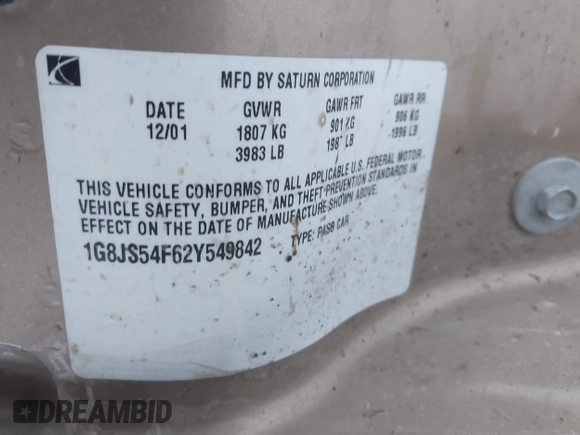 MFD BY SATURN CORPORATION
DATE GVWR GAWR FRT GAWR RR
12/01 1807 KG 901 KG 906 KG
3983 LB LB 1996 LB
THIS VEHICLE CONFORMS TO ALL APPLICABLE U.S. FEDERAL MOTOR
VEHICLE SAFETY, BUMPER, AND THEFT PREVENTION STANDARDS IN
EFFECT ON THE DATE OF MANUFACTURE SHOWN ABOVE.
1G8JS54F62Y549842 TYPE: PASS CAR
DREAMBID